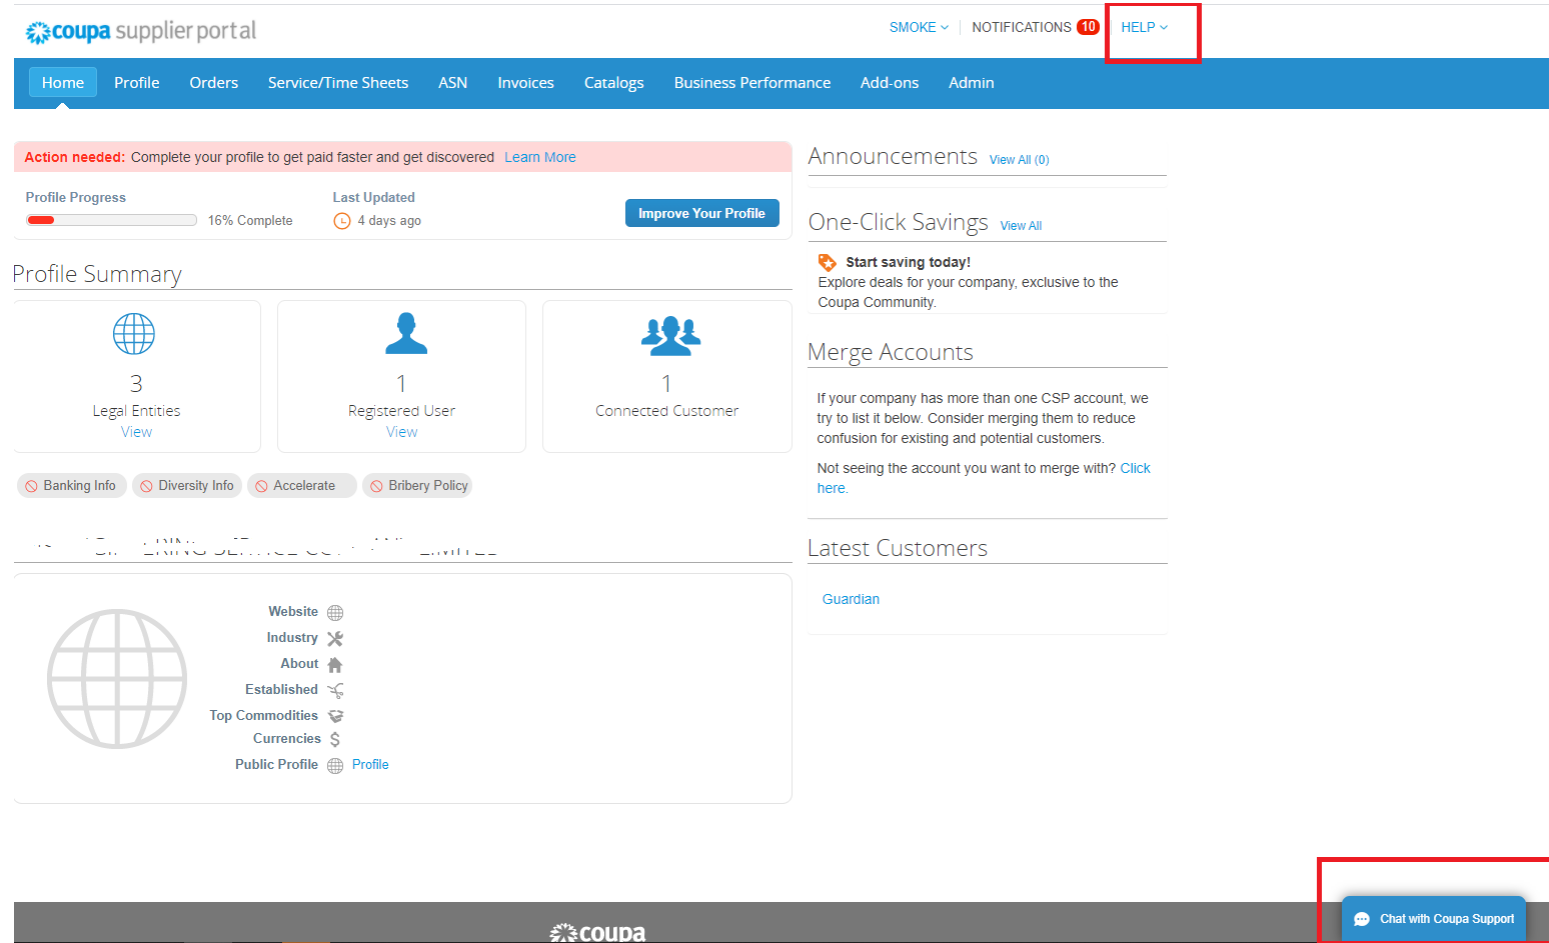 coupa supplier portal
SMOKE
NOTIFICATIONS 10
HELP
Home Profile Orders Service/Time Sheets ASN Invoices Catalogs Business Performance Add-ons Admin
Action needed: Complete your profile to get paid faster and get discovered Learn More
Profile Progress
16% Complete
Last Updated
4 days ago
Improve Your Profile
Profile Summary
3
Legal Entities
View
1
Registered User
View
1
Connected Customer
Banking Info
Diversity Info
Accelerate
Bribery Policy
Website
Industry
About
Established
Top Commodities
Currencies
Public Profile Profile
Announcements View All (0)
One-Click Savings View All
Start saving today!
Explore deals for your company, exclusive to the
Coupa Community.
Merge Accounts
If your company has more than one CSP account, we
try to list it below. Consider merging them to reduce
confusion for existing and potential customers.
Not seeing the account you want to merge with? Click
here.
Latest Customers
Guardian
coupa
Chat with Coupa Support